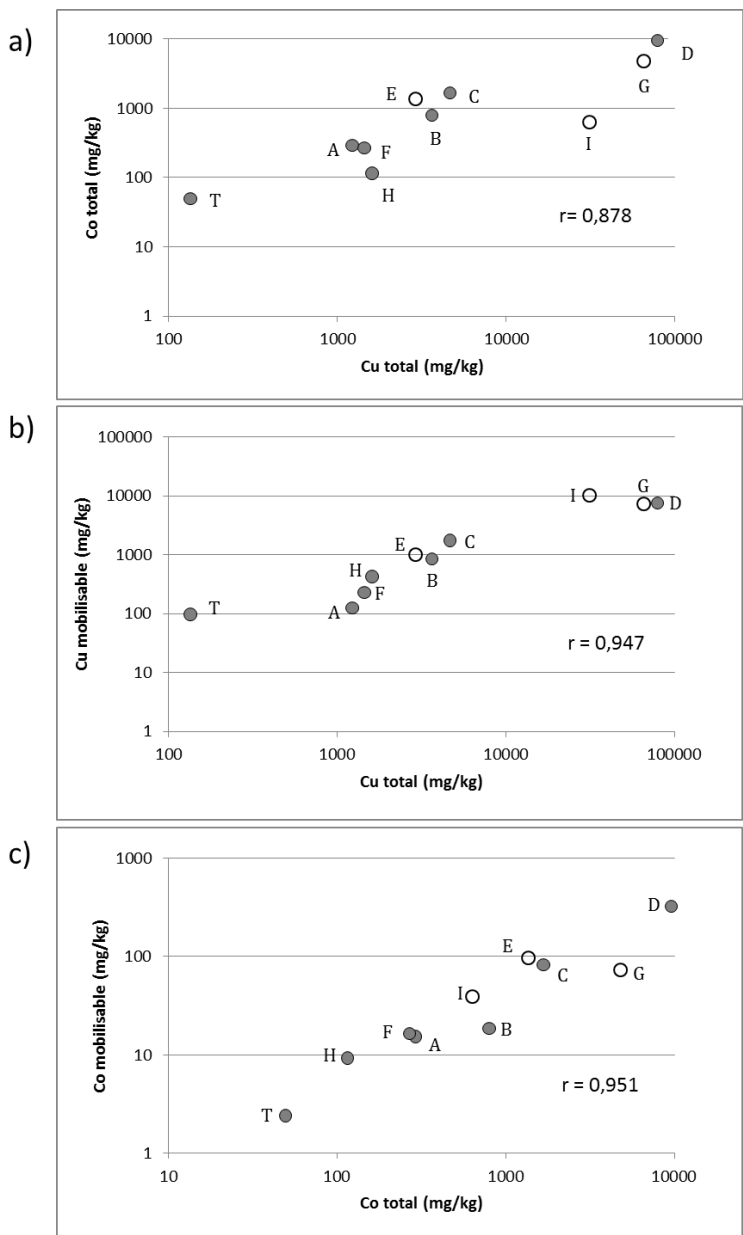 a)
Co total (mg/kg)
10000
1000
100
10
1
D
G
E
C
B
I
A
F
H
T
r= 0,878
100
1000
10000
100000
Cu total (mg/kg)
b)
Cu mobilisable (mg/kg)
100000
10000
1000
100
10
1
G
I
D
E
C
B
H
F
A
T
r = 0,947
100
1000
10000
100000
Cu total (mg/kg)
c)
Co mobilisable (mg/kg)
1000
100
10
1
D
E
C
G
I
F
B
A
H
T
r = 0,951
10
100
1000
10000
Co total (mg/kg)